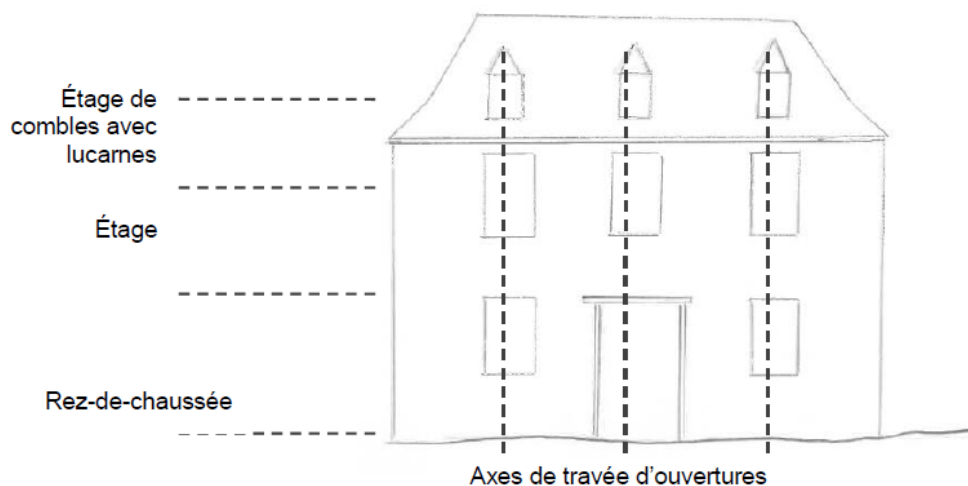 Étage de
combles avec
lucarnes
Étage
Rez-de-chaussée
Axes de travée d'ouvertures